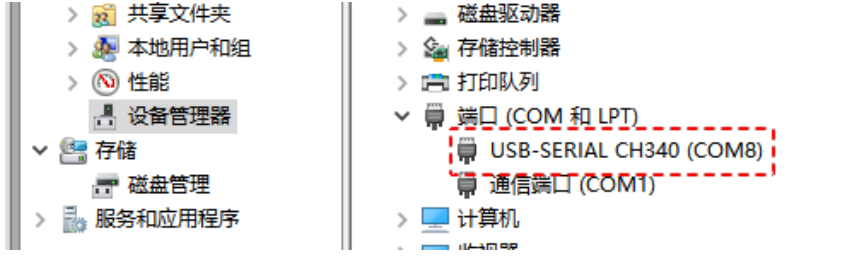 共享文件夹
本地用户和组
性能
设备管理器
存储
磁盘管理
服务和应用程序
磁盘驱动器
存储控制器
打印队列
端口 (COM 和 LPT)
USB-SERIAL CH340 (COM8)
通信端口 (COM1)
计算机
监视器